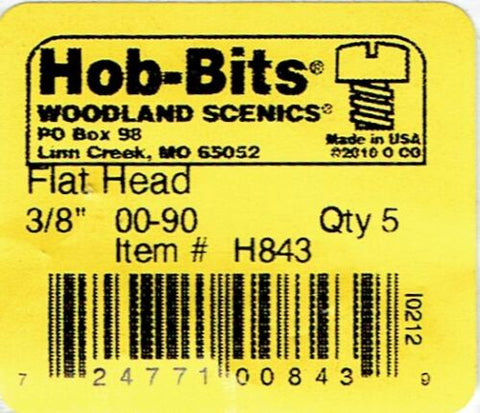 Hob-Bits®
WOODLAND SCENICS®
PO Box 98
Linn Creek, MO 65052
Made in USA
©2010 O CO
Flat Head
3/8" 00-90 Qty 5
Item # H843
I0212
7 24771 00843 9